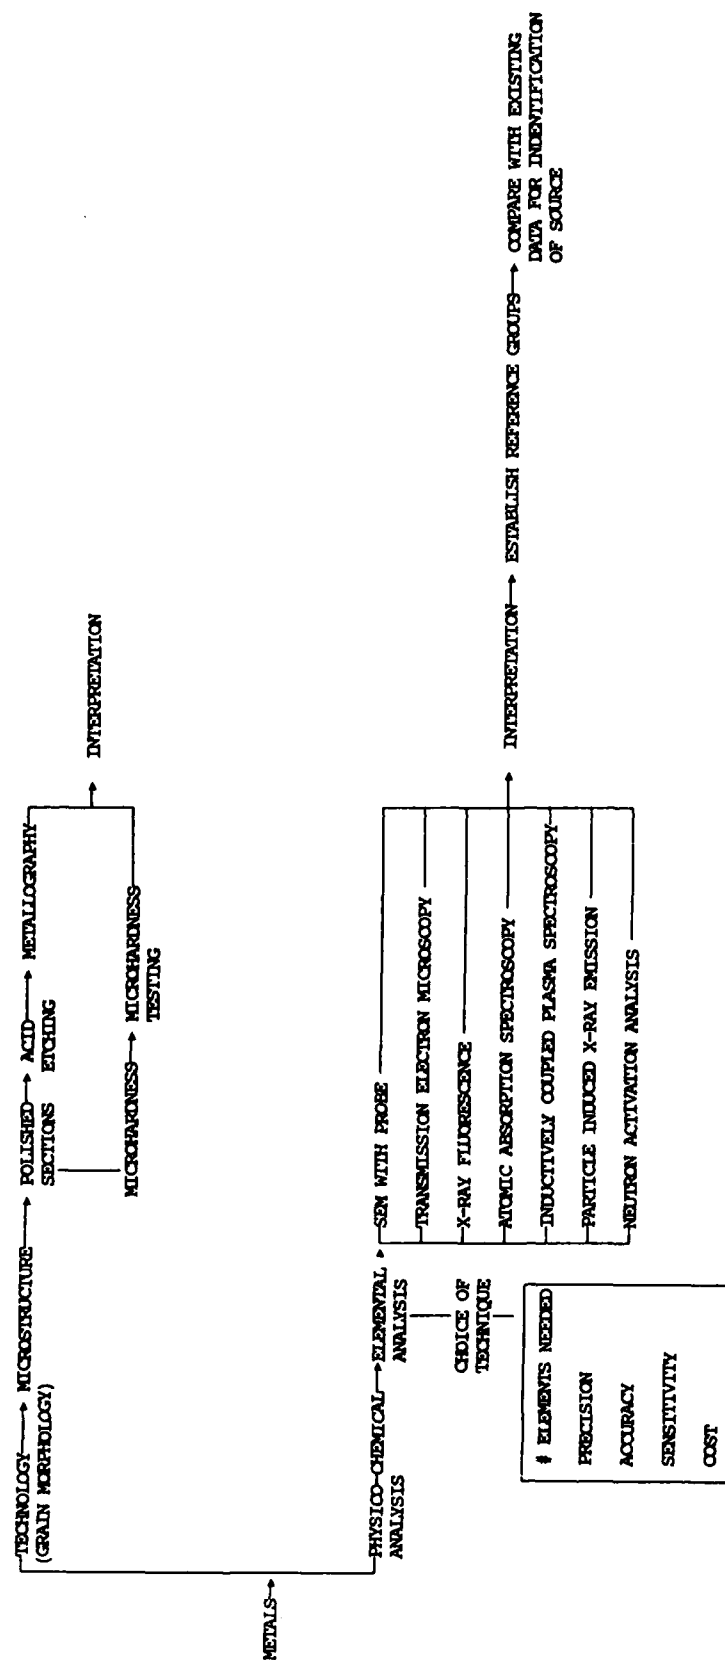 METALS
TECHNOLOGY
(GRAIN MORPHOLOGY)
MICROSTRUCTURE
POLISHED
SECTIONS
ACID
ETCHING
METALLOGRAPHY
MICROHARDNESS
MICROHARDNESS
TESTING
INTERPRETATION
PHYSICO-CHEMICAL
ANALYSIS
ELEMENTAL
ANALYSIS
CHOICE OF
TECHNIQUE
# ELEMENTS NEEDED
PRECISION
ACCURACY
SENSITIVITY
COST
SEM WITH PROBE
TRANSMISSION ELECTRON MICROSCOPY
X-RAY FLUORESCENCE
ATOMIC ABSORPTION SPECTROSCOPY
INDUCTIVELY COUPLED PLASMA SPECTROSCOPY
PARTICLE INDUCED X-RAY EMISSION
NEUTRON ACTIVATION ANALYSIS
INTERPRETATION
ESTABLISH REFERENCE GROUPS
COMPARE WITH EXISTING
DATA FOR INDENTIFICATION
OF SOURCE